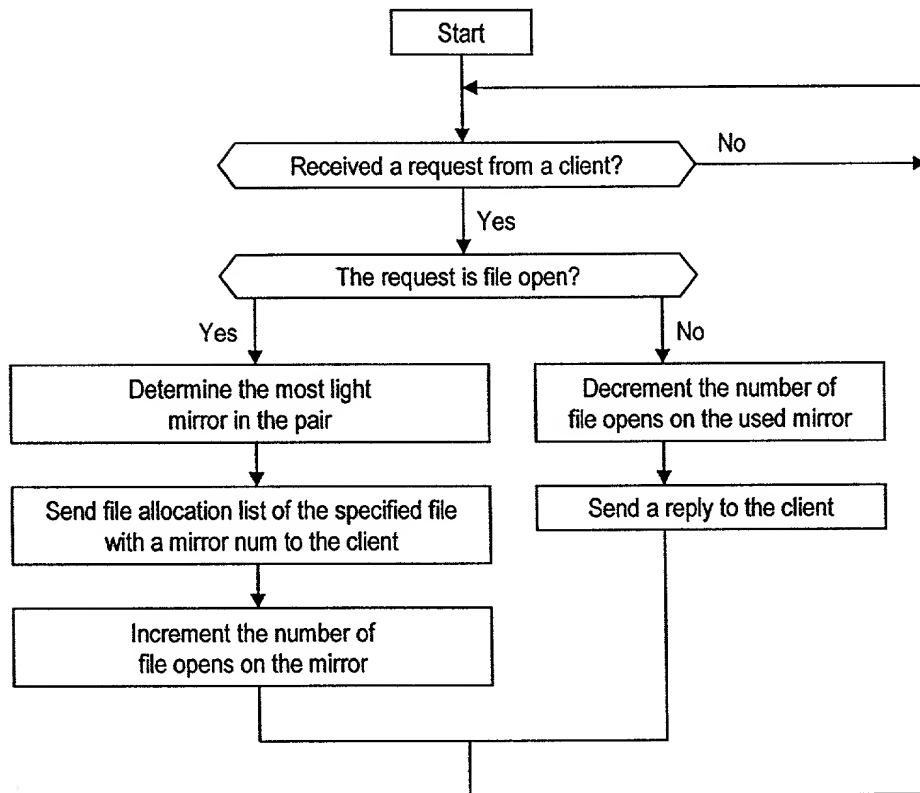 Start
Received a request from a client?
No
Yes
The request is file open?
Yes
No
Determine the most light
mirror in the pair
Decrement the number of
file opens on the used mirror
Send file allocation list of the specified file
with a mirror num to the client
Send a reply to the client
Increment the number of
file opens on the mirror